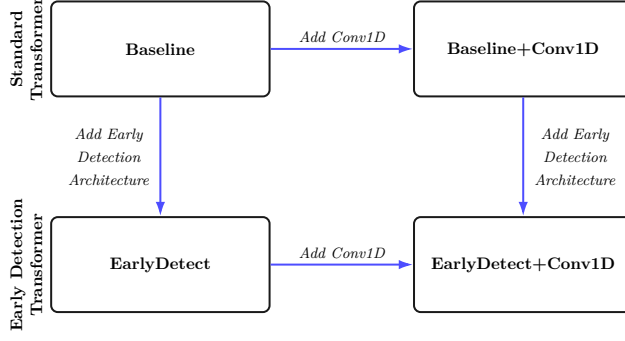 Standard
Transformer
Baseline
Add Conv1D
Baseline+Conv1D
Add Early
Detection
Architecture
Add Early
Detection
Architecture
Early Detection
Transformer
EarlyDetect
Add Conv1D
EarlyDetect+Conv1D